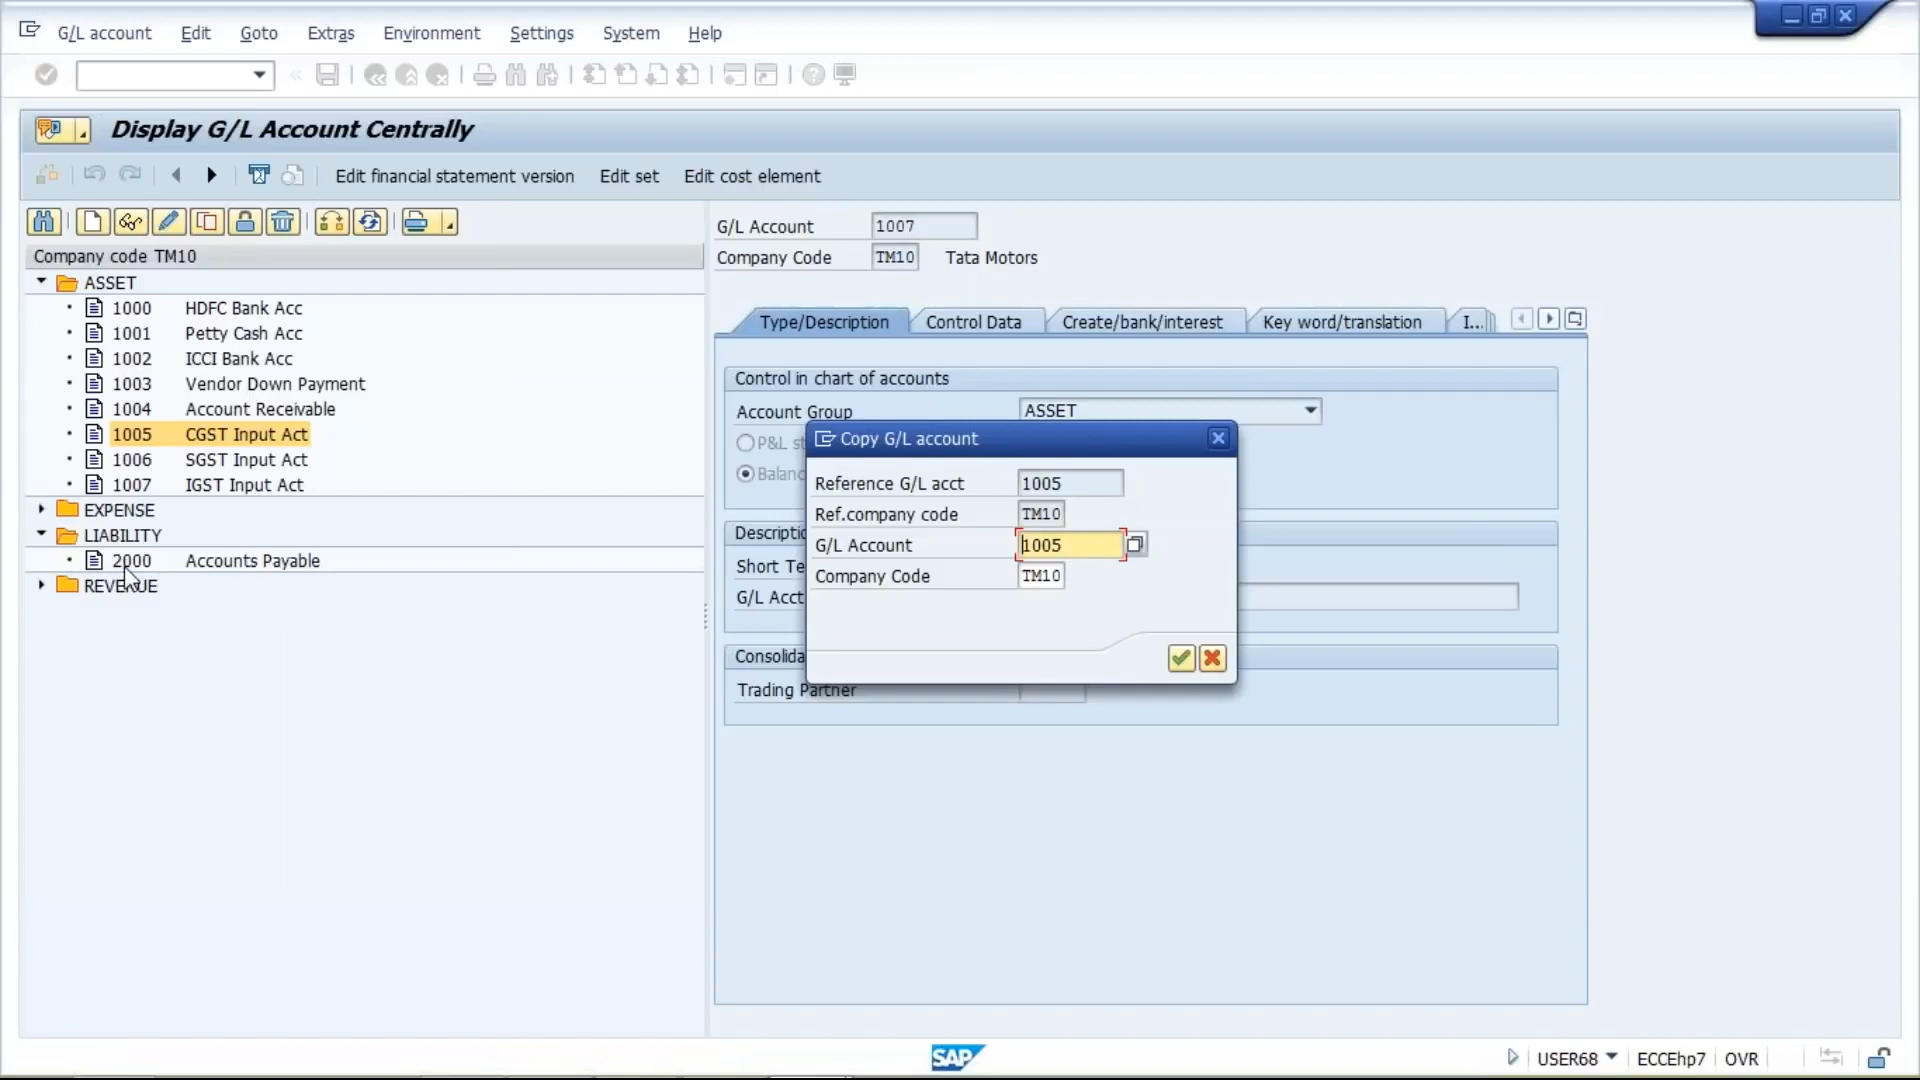 G/L account Edit Goto Extras Environment Settings System Help
Display G/L Account Centrally
Edit financial statement version Edit set Edit cost element
Company code TM10
ASSET
1000 HDFC Bank Acc
1001 Petty Cash Acc
1002 ICCI Bank Acc
1003 Vendor Down Payment
1004 Account Receivable
1005 CGST Input Act
1006 SGST Input Act
1007 IGST Input Act
EXPENSE
LIABILITY
2000 Accounts Payable
REVENUE
G/L Account 1007
Company Code TM10 Tata Motors
Type/Description Control Data Create/bank/interest Key word/translation I...
Control in chart of accounts
Account Group ASSET
P&L st
Balanc
Descriptio
Short Te
G/L Acct
Consolida
Trading Partner
Copy G/L account
Reference G/L acct 1005
Ref.company code TM10
G/L Account 1005
Company Code TM10
SAP
USER68 ECCEhp7 OVR